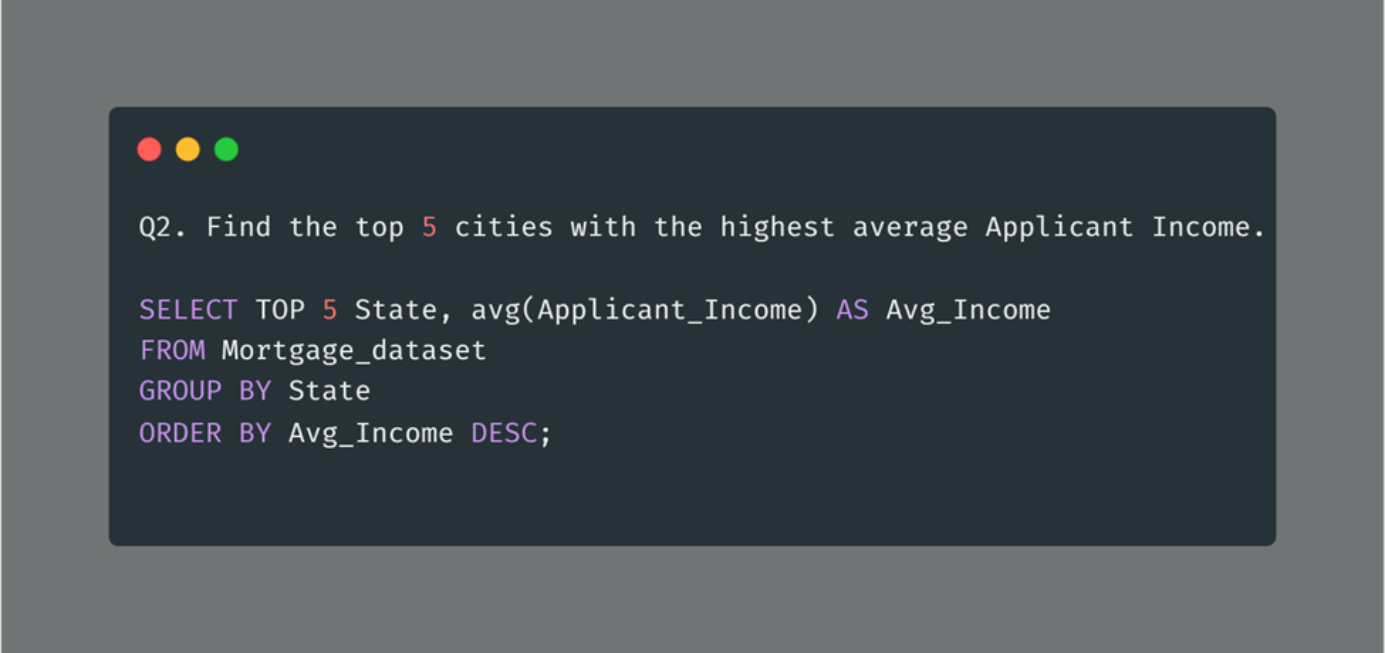 Q2. Find the top 5 cities with the highest average Applicant Income.
SELECT TOP 5 State, avg(Applicant_Income) AS Avg_Income
FROM Mortgage_dataset
GROUP BY State
ORDER BY Avg_Income DESC;